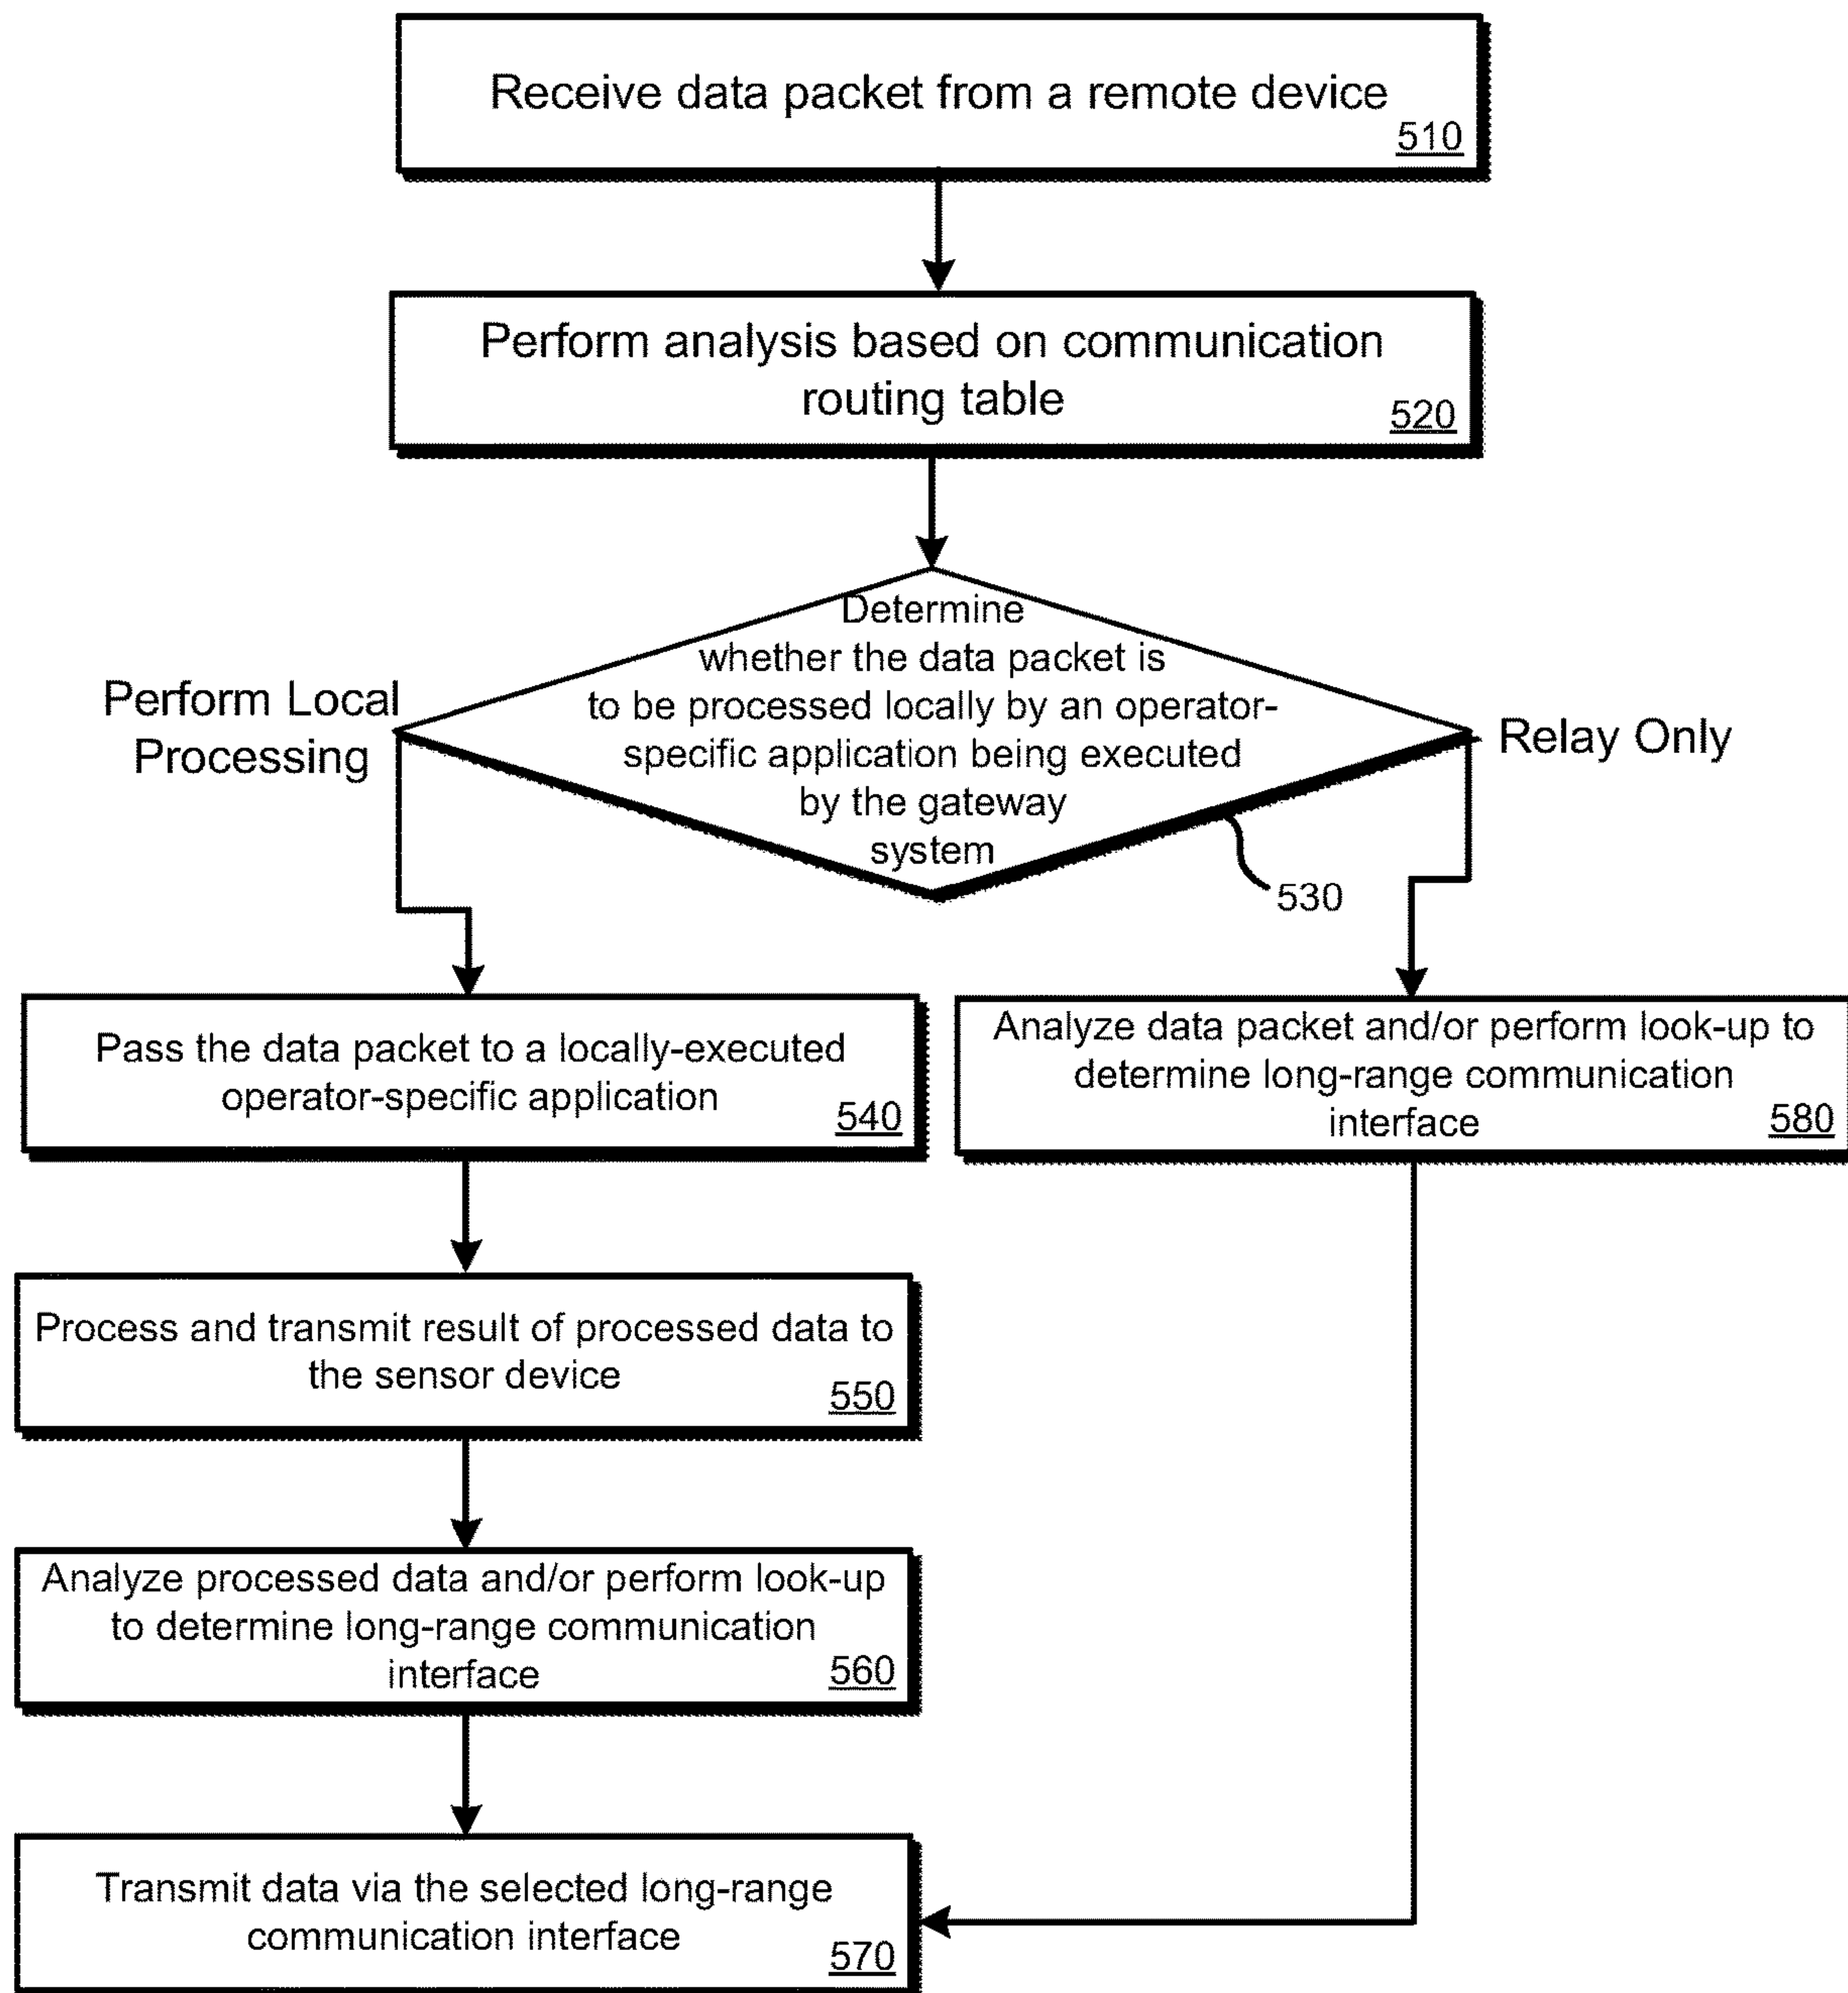 Receive data packet from a remote device
510
Perform analysis based on communication
routing table
520
Determine
whether the data packet is
to be processed locally by an operator-
specific application being executed
by the gateway
system
530
Perform Local
Processing
Relay Only
Pass the data packet to a locally-executed
operator-specific application
540
Analyze data packet and/or perform look-up to
determine long-range communication
interface
580
Process and transmit result of processed data to
the sensor device
550
Analyze processed data and/or perform look-up
to determine long-range communication
interface
560
Transmit data via the selected long-range
communication interface
570